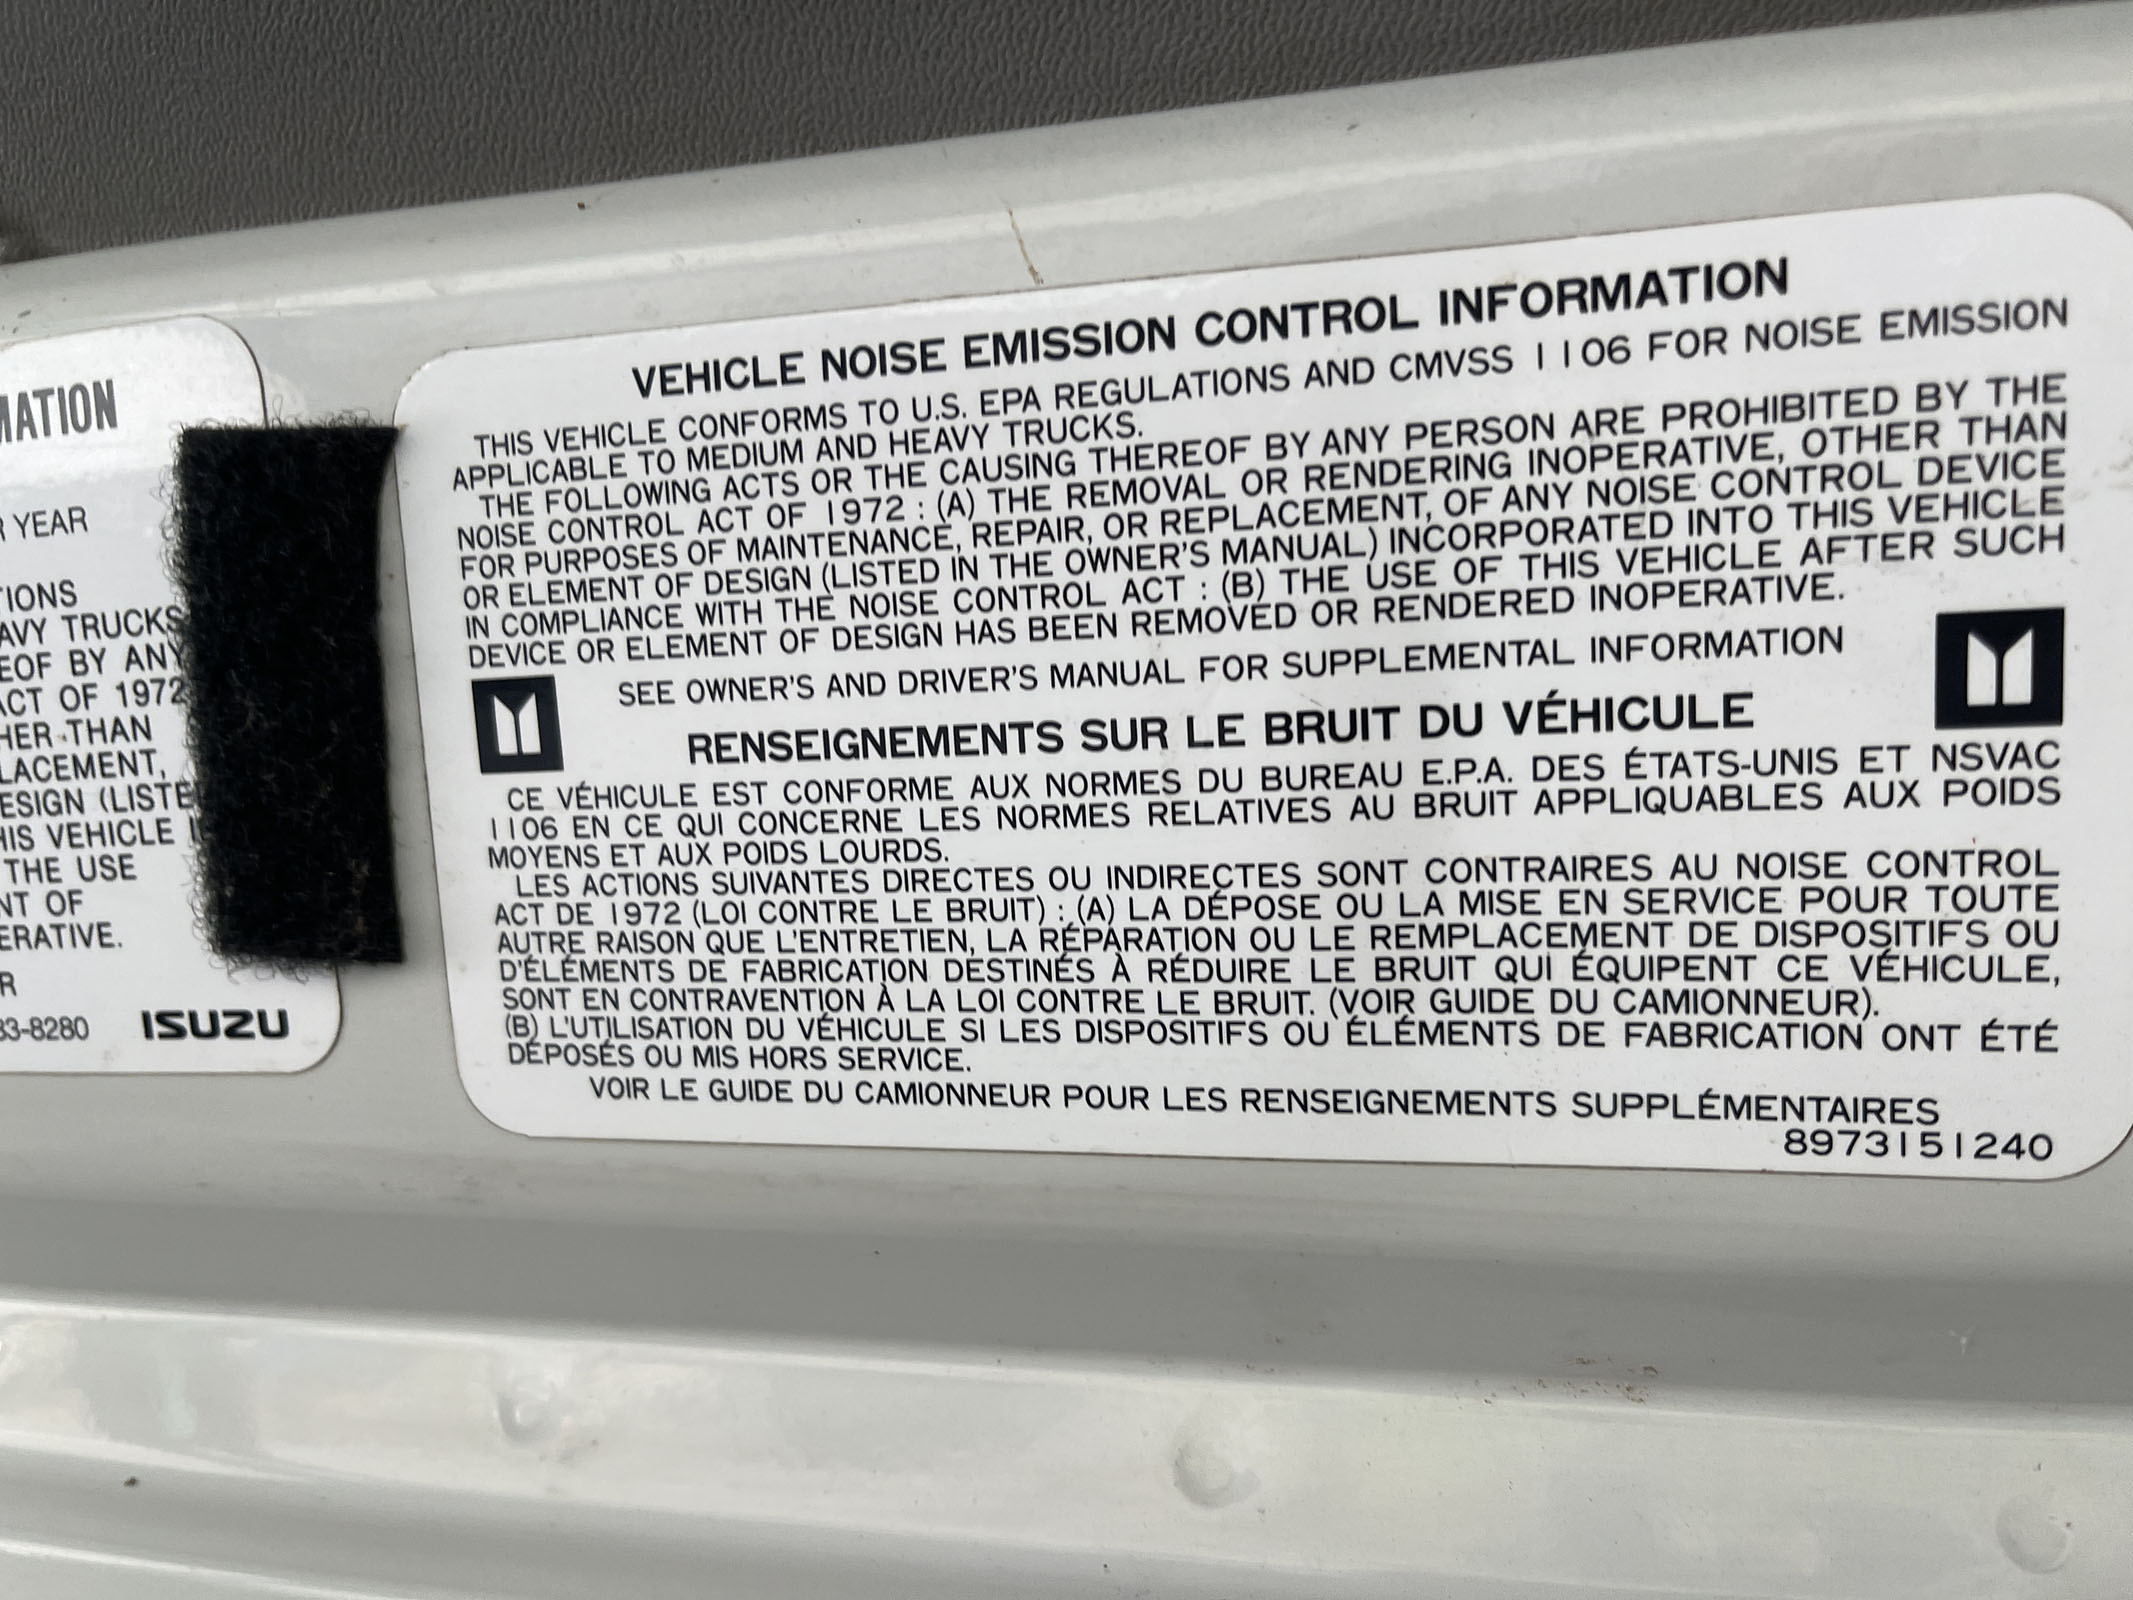 MATION
R YEAR
TIONS
AVY TRUCKS
EOF BY ANY
ACT OF 1972
HER THAN
LACEMENT,
ESIGN (LISTE
HIS VEHICLE I
THE USE
NT OF
ERATIVE.
R
33-8280 ISUZU
VEHICLE NOISE EMISSION CONTROL INFORMATION
THIS VEHICLE CONFORMS TO U.S. EPA REGULATIONS AND CMVSS 1106 FOR NOISE EMISSION
APPLICABLE TO MEDIUM AND HEAVY TRUCKS.
THE FOLLOWING ACTS OR THE CAUSING THEREOF BY ANY PERSON ARE PROHIBITED BY THE
NOISE CONTROL ACT OF 1972 : (A) THE REMOVAL OR RENDERING INOPERATIVE, OTHER THAN
FOR PURPOSES OF MAINTENANCE, REPAIR, OR REPLACEMENT, OF ANY NOISE CONTROL DEVICE
OR ELEMENT OF DESIGN (LISTED IN THE OWNER'S MANUAL) INCORPORATED INTO THIS VEHICLE
IN COMPLIANCE WITH THE NOISE CONTROL ACT : (B) THE USE OF THIS VEHICLE AFTER SUCH
DEVICE OR ELEMENT OF DESIGN HAS BEEN REMOVED OR RENDERED INOPERATIVE.
SEE OWNER'S AND DRIVER'S MANUAL FOR SUPPLEMENTAL INFORMATION
RENSEIGNEMENTS SUR LE BRUIT DU VÉHICULE
CE VÉHICULE EST CONFORME AUX NORMES DU BUREAU E.P.A. DES ÉTATS-UNIS ET NSVAC
1106 EN CE QUI CONCERNE LES NORMES RELATIVES AU BRUIT APPLIQUABLES AUX POIDS
MOYENS ET AUX POIDS LOURDS.
LES ACTIONS SUIVANTES DIRECTES OU INDIRECTES SONT CONTRAIRES AU NOISE CONTROL
ACT DE 1972 (LOI CONTRE LE BRUIT) : (A) LA DÉPOSE OU LA MISE EN SERVICE POUR TOUTE
AUTRE RAISON QUE L'ENTRETIEN, LA RÉPARATION OU LE REMPLACEMENT DE DISPOSITIFS OU
D'ÉLÉMENTS DE FABRICATION DESTINÉS À RÉDUIRE LE BRUIT QUI ÉQUIPENT CE VÉHICULE,
SONT EN CONTRAVENTION À LA LOI CONTRE LE BRUIT. (VOIR GUIDE DU CAMIONNEUR).
(B) L'UTILISATION DU VÉHICULE SI LES DISPOSITIFS OU ÉLÉMENTS DE FABRICATION ONT ÉTÉ
DÉPOSÉS OU MIS HORS SERVICE.
VOIR LE GUIDE DU CAMIONNEUR POUR LES RENSEIGNEMENTS SUPPLÉMENTAIRES
8973151240